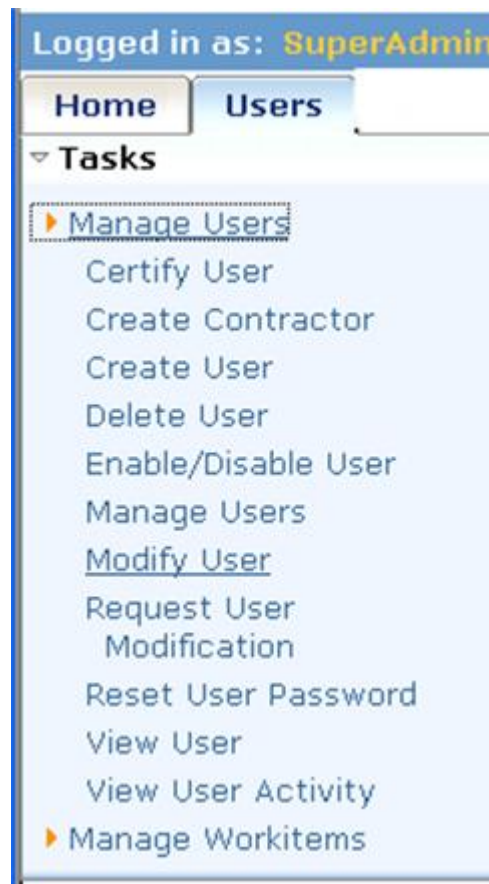 Logged in as: SuperAdmin
Home Users
Tasks
Manage Users
Certify User
Create Contractor
Create User
Delete User
Enable/Disable User
Manage Users
Modify User
Request User
Modification
Reset User Password
View User
View User Activity
Manage Workitems